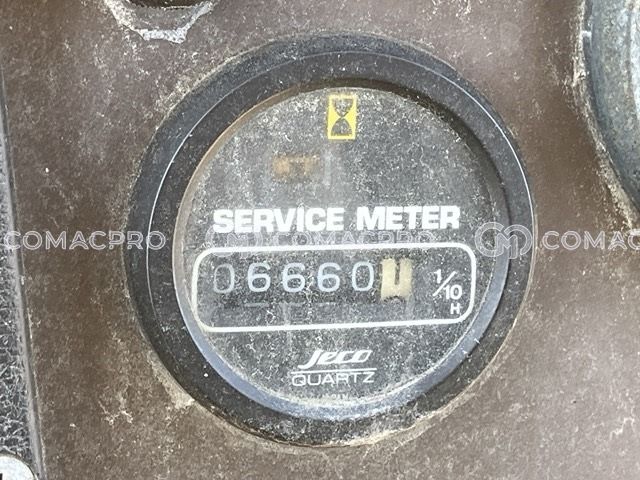 SERVICE METER
COMACPRO COMACPRO COMACPRO
06660 1/10
H
Jeco
QUARTZ